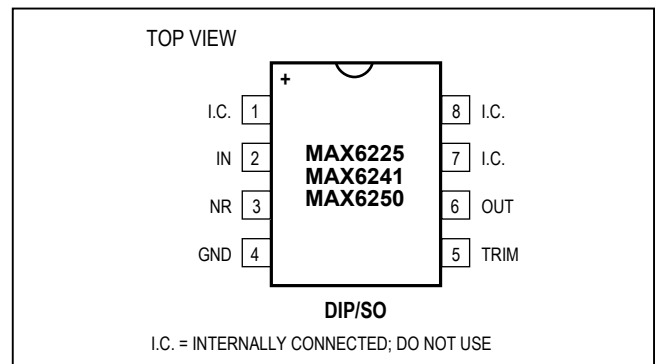 TOP VIEW
+
I.C. 1
IN 2
NR 3
GND 4
MAX6225
MAX6241
MAX6250
8 I.C.
7 I.C.
6 OUT
5 TRIM
DIP/SO
I.C. = INTERNALLY CONNECTED; DO NOT USE